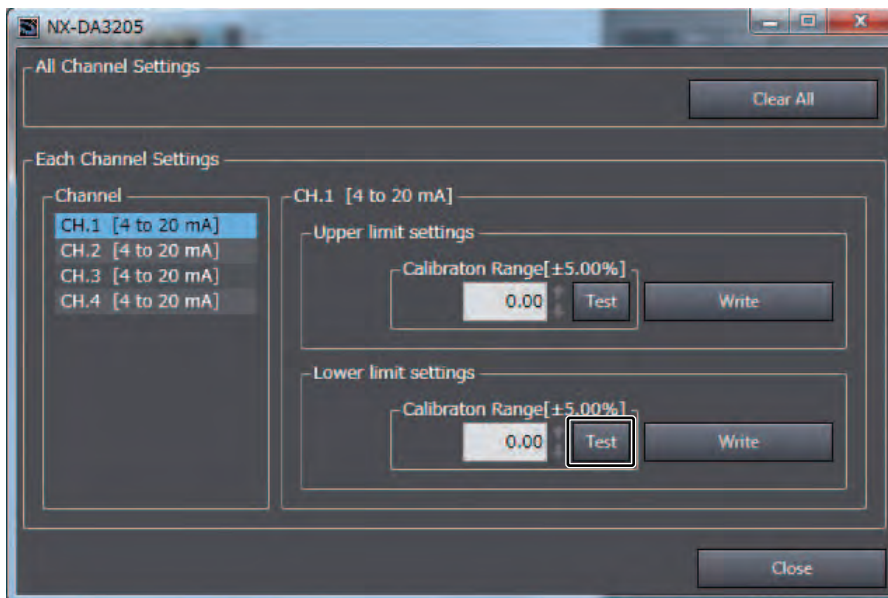 NX-DA3205
All Channel Settings
Clear All
Each Channel Settings
Channel
CH.1 [4 to 20 mA]
CH.2 [4 to 20 mA]
CH.3 [4 to 20 mA]
CH.4 [4 to 20 mA]
CH.1 [4 to 20 mA]
Upper limit settings
Calibraton Range[±5.00%]
0.00 Test Write
Lower limit settings
Calibraton Range[±5.00%]
0.00 Test Write
Close